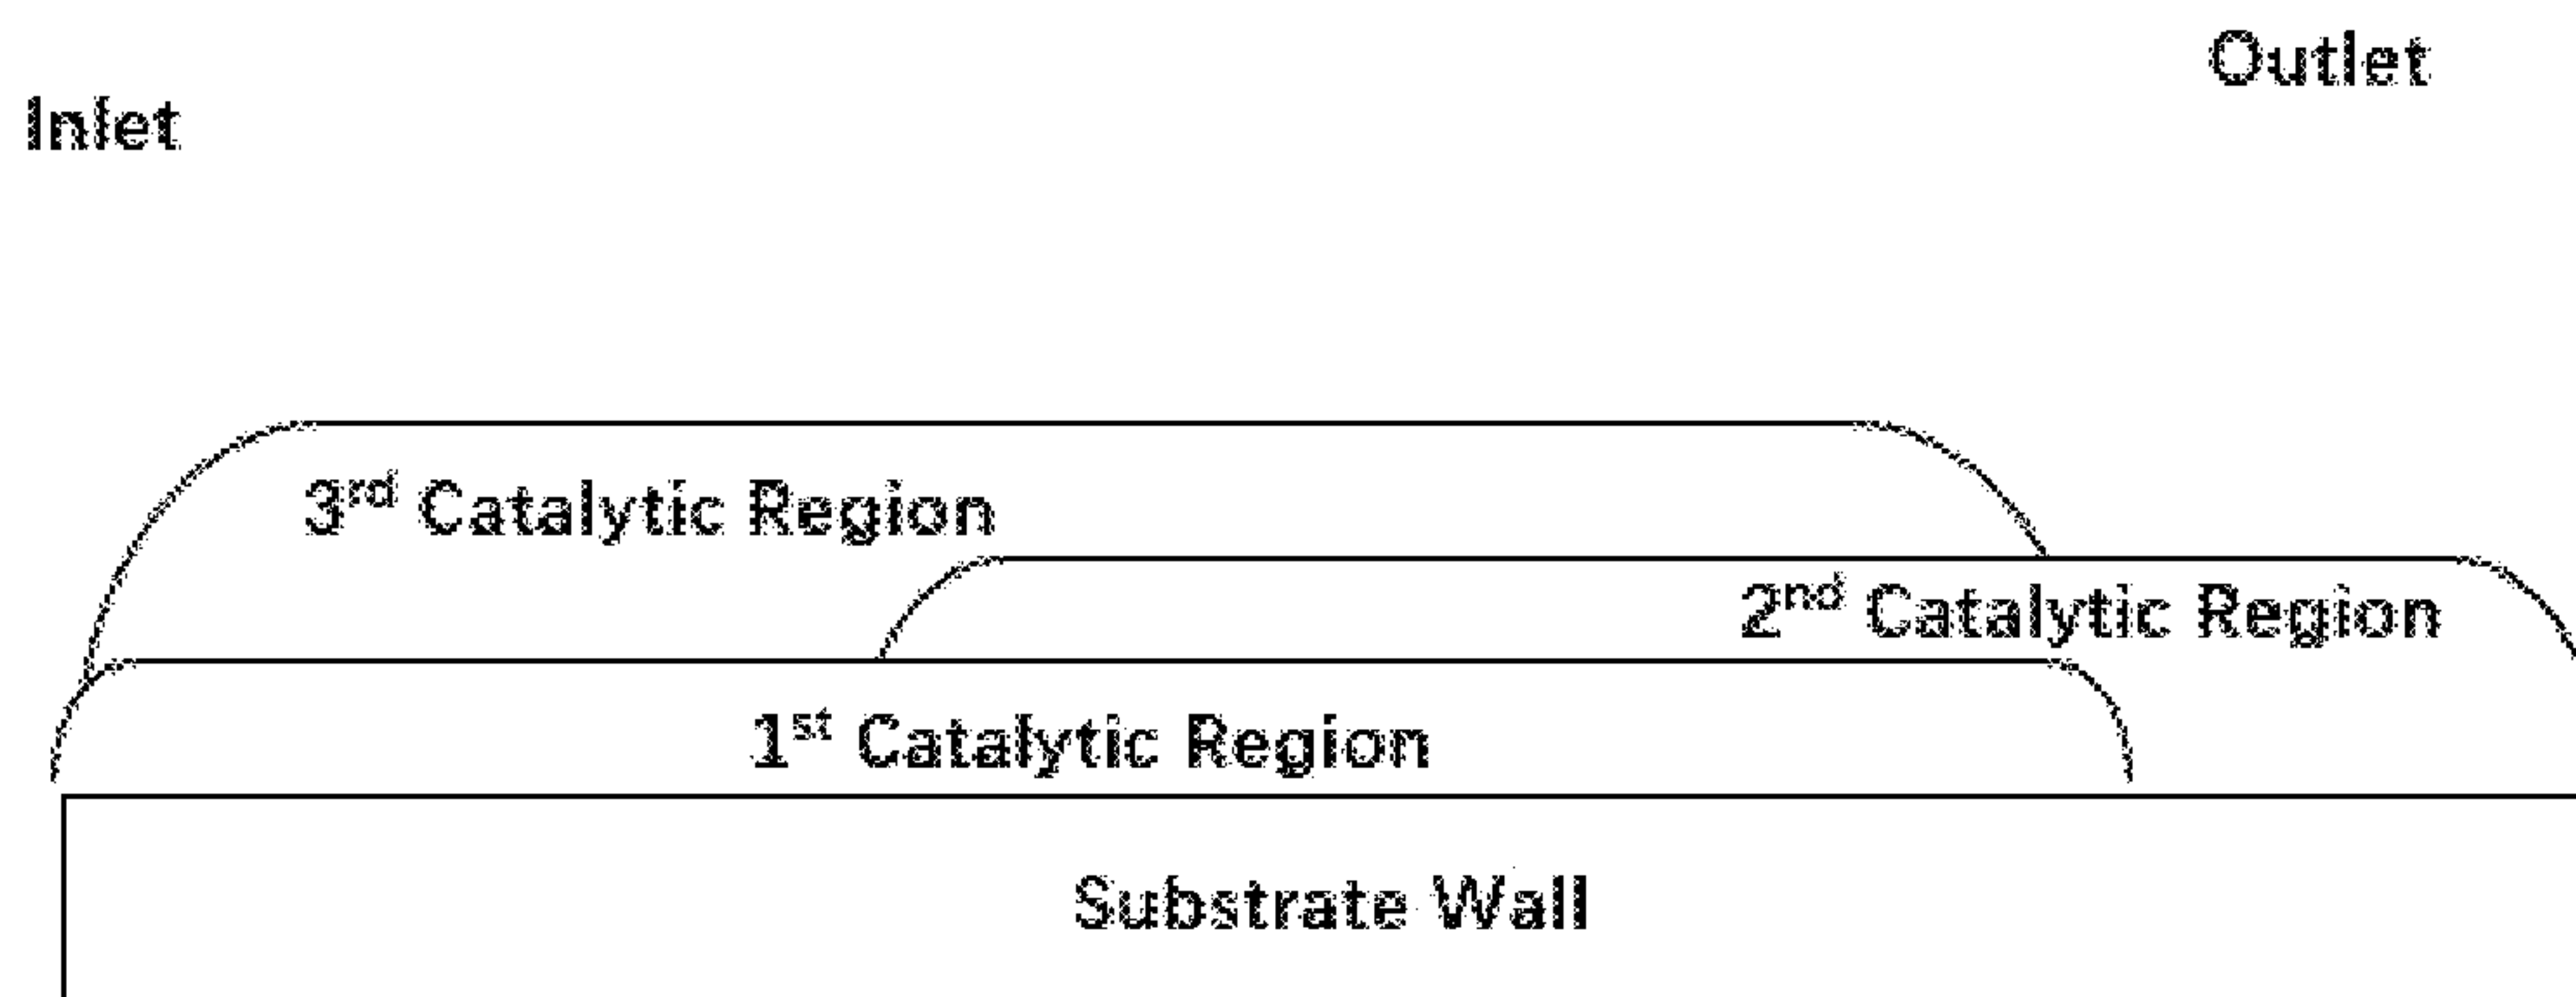 Outlet
Inlet
3rd Catalytic Region
2nd Catalytic Region
1st Catalytic Region
Substrate Wall